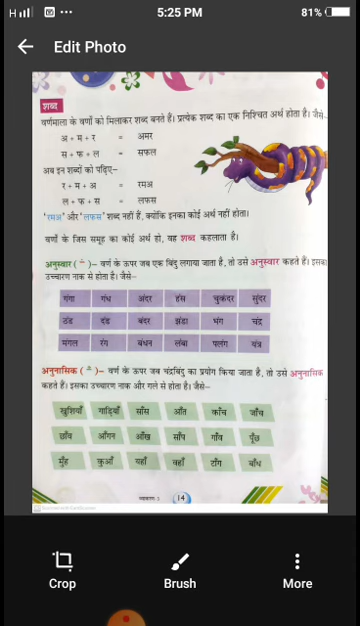 5:25 PM
81%
Edit Photo
शब्द
वर्णमाला के वर्णों को मिलाकर शब्द बनते हैं। प्रत्येक शब्द का एक निश्चित अर्थ होता है। जैसे-
अ + म + र = अमर
स + फ + ल = सफल
अब इन शब्दों को पढ़िए–
र + म + अ = रमअ
ल + फ + स = लफस
'रमअ' और 'लफस' शब्द नहीं हैं, क्योंकि इनका कोई अर्थ नहीं होता।
वर्णों के जिस समूह का कोई अर्थ हो, वह शब्द कहलाता है।
अनुस्वार ( ं )– वर्ण के ऊपर जब एक बिंदु लगाया जाता है, तो उसे अनुस्वार कहते हैं। इसका
उच्चारण नाक से होता है। जैसे–
गंगा गंध अंदर हंस चुकंदर सुंदर
ठंड दंड बंदर झंडा भंग चंद्र
मंगल रंग बंधन लंबा पलंग यंत्र
अनुनासिक ( ँ )– वर्ण के ऊपर जब चंद्रबिंदु का प्रयोग किया जाता है, तो उसे अनुनासिक
कहते हैं। इसका उच्चारण नाक और गले से होता है। जैसे–
खुशियाँ गाड़ियाँ साँस आँत काँच जाँच
छाँव आँगन आँख साँप गाँव पूँछ
मुँह कुआँ यहाँ वहाँ टाँग बाँध
व्याकरण-3 14
Crop Brush More